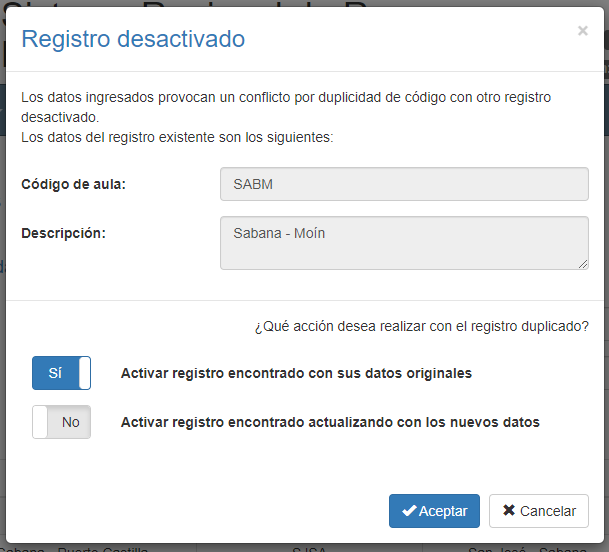 Registro desactivado
×
Los datos ingresados provocan un conflicto por duplicidad de código con otro registro
desactivado.
Los datos del registro existente son los siguientes:
Código de aula:
SABM
Descripción:
Sabana - Moín
¿Qué acción desea realizar con el registro duplicado?
Sí
Activar registro encontrado con sus datos originales
No
Activar registro encontrado actualizando con los nuevos datos
Aceptar
Cancelar